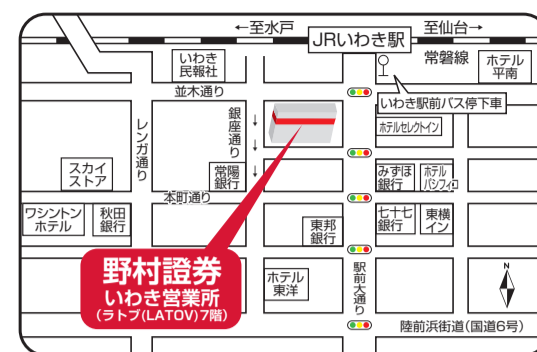 ←至水戸
JRいわき駅
至仙台→
常磐線
いわき
民報社
ホテル
平南
並木通り
いわき駅前バス停下車
レンガ通り
銀座通り
↓
↓
↓
ホテルセレクトイン
スカイ
ストア
常陽
銀行
みずほ
銀行
ホテル
パシフィコ
本町通り
ワシントン
ホテル
秋田
銀行
東邦
銀行
七十七
銀行
東横
イン
野村證券
いわき営業所
(ラトブ(LATOV)7階)
ホテル
東洋
駅前大通り
N
陸前浜街道(国道6号)